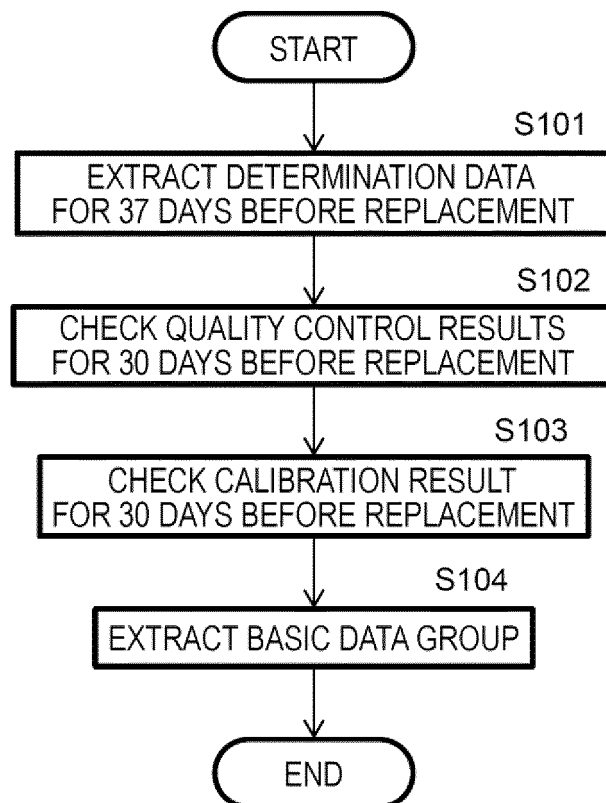 START
S101
EXTRACT DETERMINATION DATA
FOR 37 DAYS BEFORE REPLACEMENT
S102
CHECK QUALITY CONTROL RESULTS
FOR 30 DAYS BEFORE REPLACEMENT
S103
CHECK CALIBRATION RESULT
FOR 30 DAYS BEFORE REPLACEMENT
S104
EXTRACT BASIC DATA GROUP
END